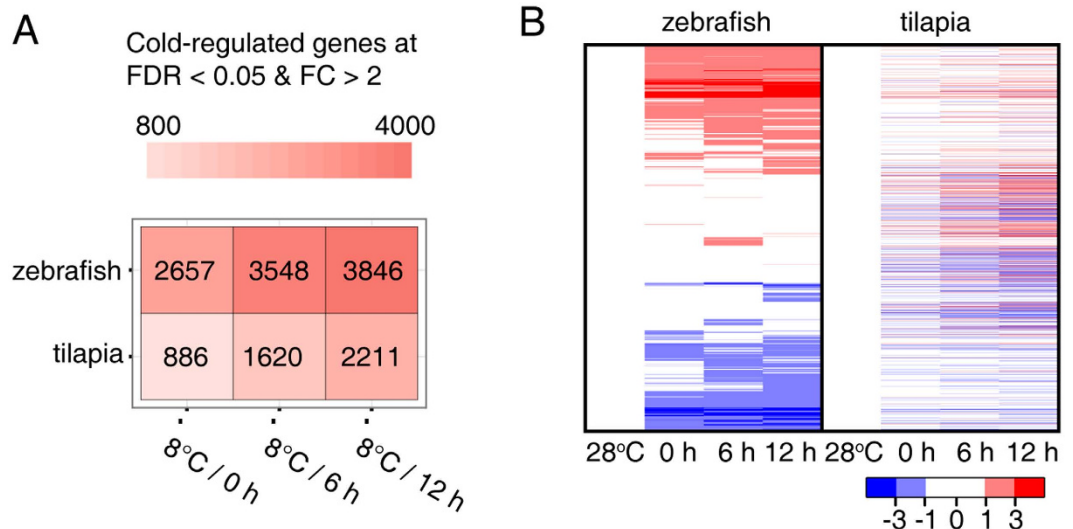 A
Cold-regulated genes at
FDR < 0.05 & FC > 2
800 4000
zebrafish 2657 3548 3846
tilapia 886 1620 2211
8°C / 0 h 8°C / 6 h 8°C / 12 h
B
zebrafish tilapia
28°C 0 h 6 h 12 h 28°C 0 h 6 h 12 h
-3 -1 0 1 3